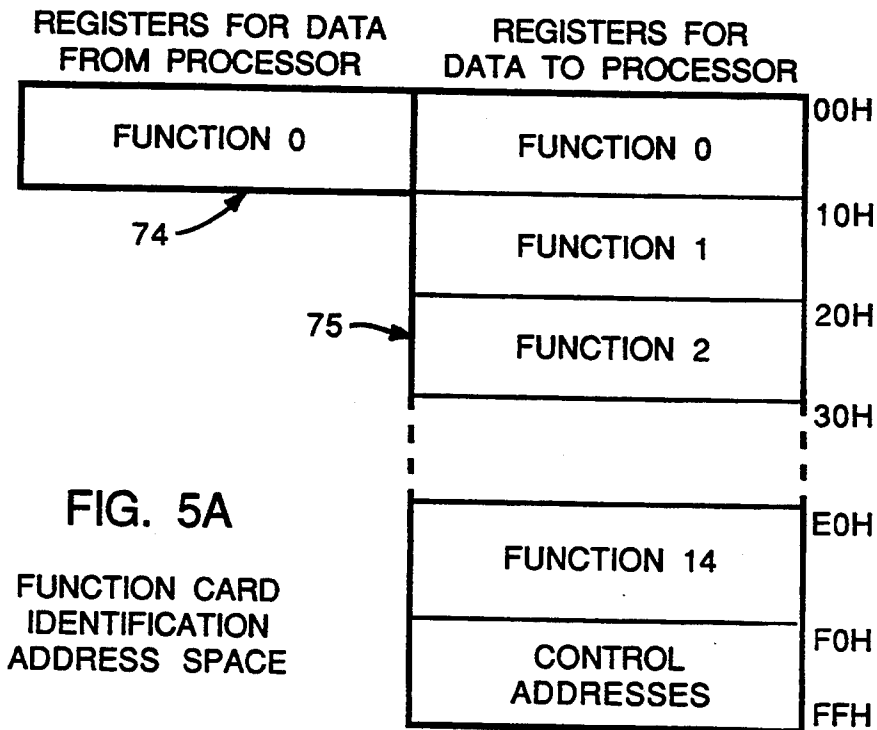 REGISTERS FOR DATA
FROM PROCESSOR
REGISTERS FOR
DATA TO PROCESSOR
00H
FUNCTION 0
FUNCTION 0
74
10H
FUNCTION 1
75
20H
FUNCTION 2
30H
FIG. 5A
FUNCTION CARD
IDENTIFICATION
ADDRESS SPACE
E0H
FUNCTION 14
F0H
CONTROL
ADDRESSES
FFH